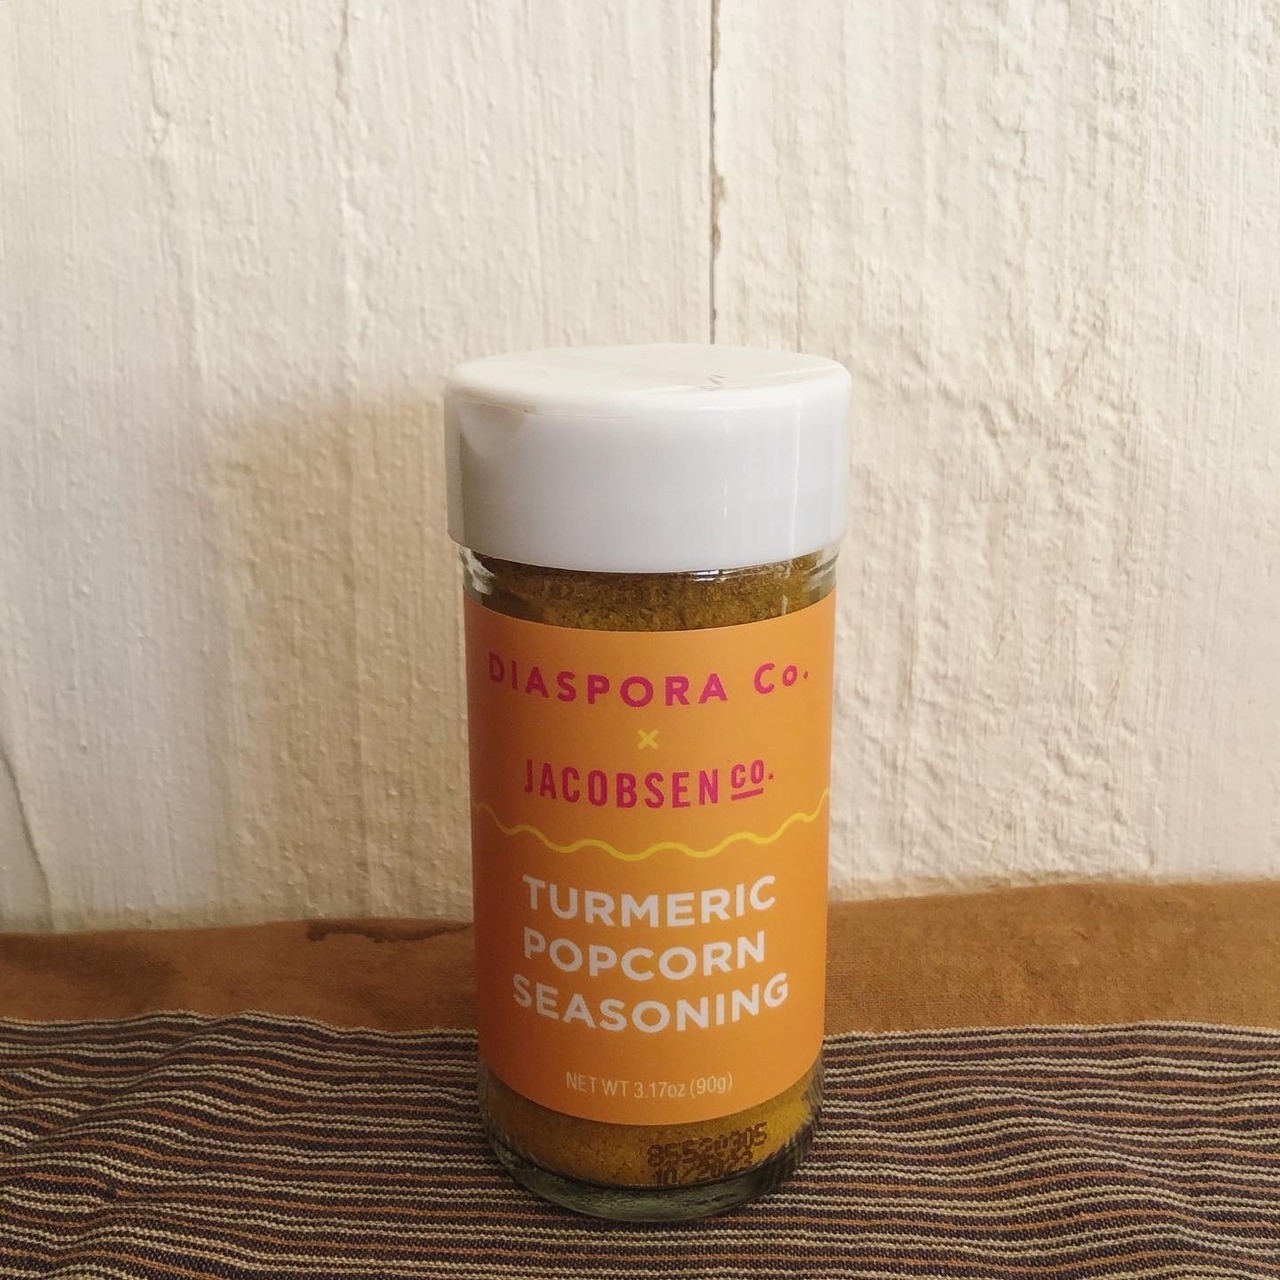 DIASPORA Co.
×
JACOBSEN co.
TURMERIC
POPCORN
SEASONING
NET WT 3.17oz (90g)